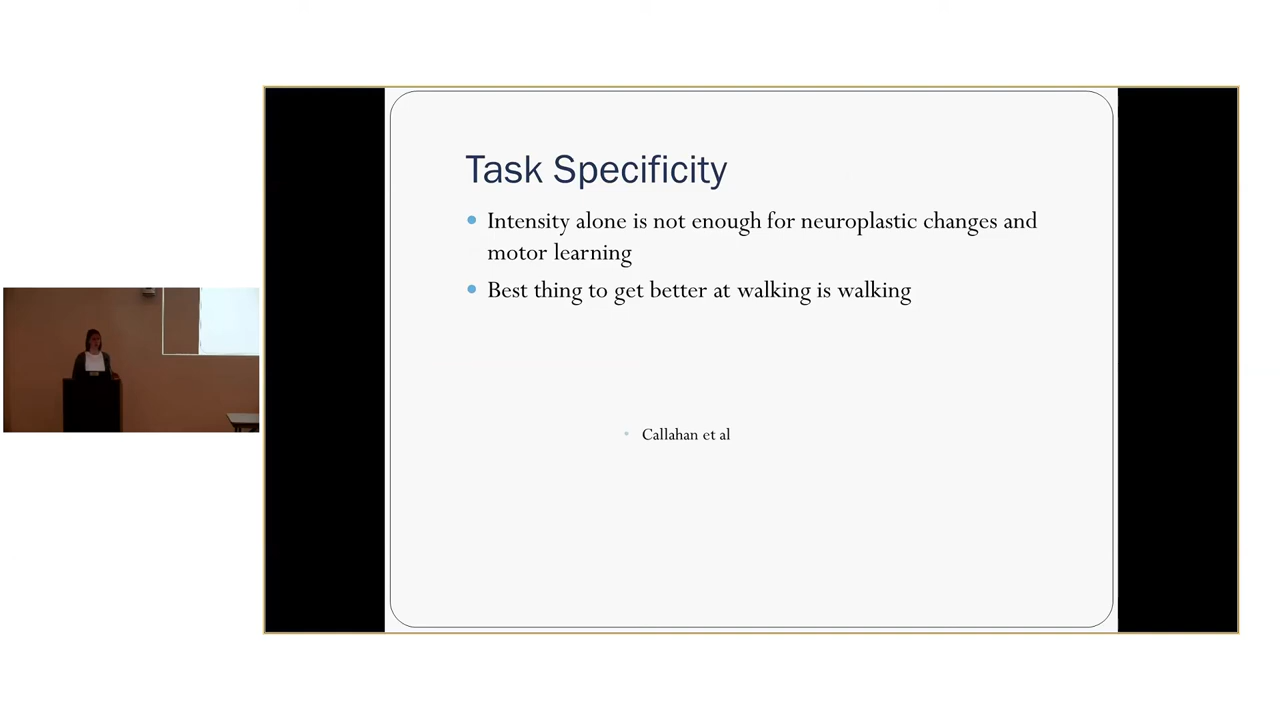 Task Specificity
Intensity alone is not enough for neuroplastic changes and
motor learning
Best thing to get better at walking is walking
Callahan et al